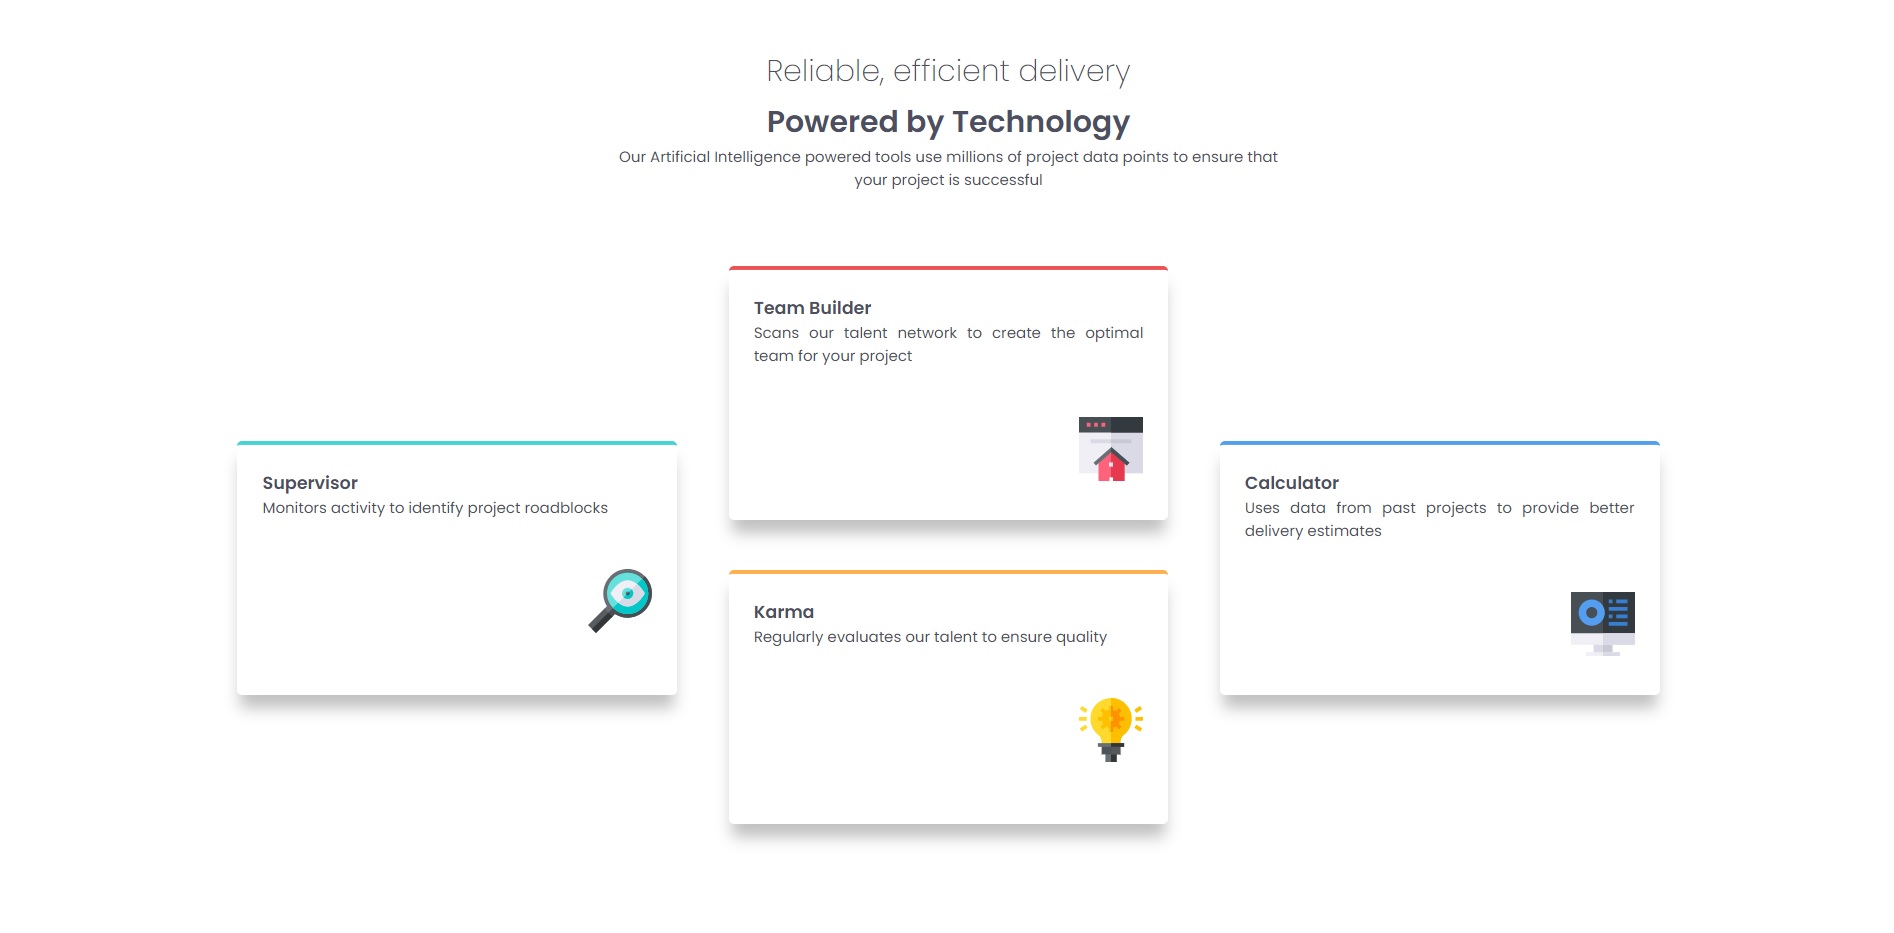 Reliable, efficient delivery
Powered by Technology
Our Artificial Intelligence powered tools use millions of project data points to ensure that
your project is successful
Supervisor
Monitors activity to identify project roadblocks
Team Builder
Scans our talent network to create the optimal
team for your project
Karma
Regularly evaluates our talent to ensure quality
Calculator
Uses data from past projects to provide better
delivery estimates